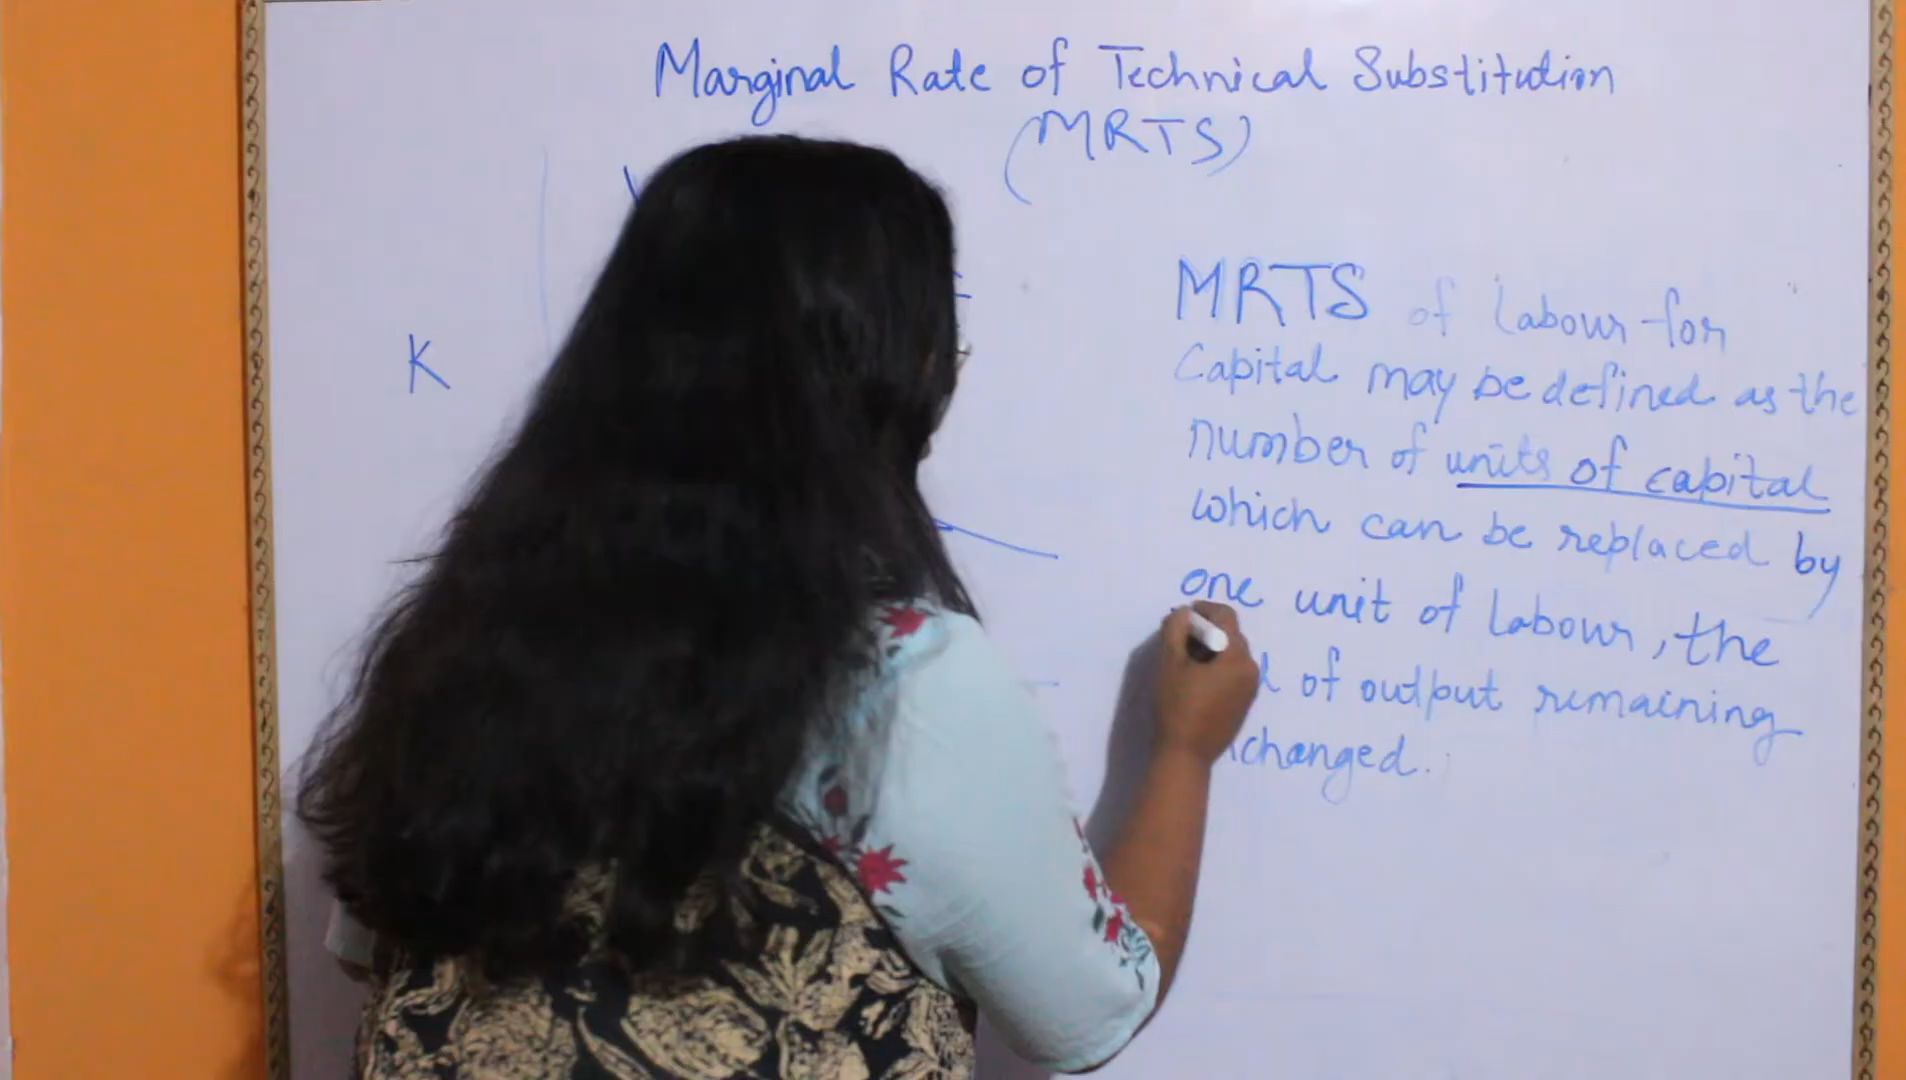 Marginal Rate of Technical Substitution
(MRTS)
K
MRTS of Labour for
Capital may be defined as the
number of units of capital
which can be replaced by
one unit of labour, the
of output remaining